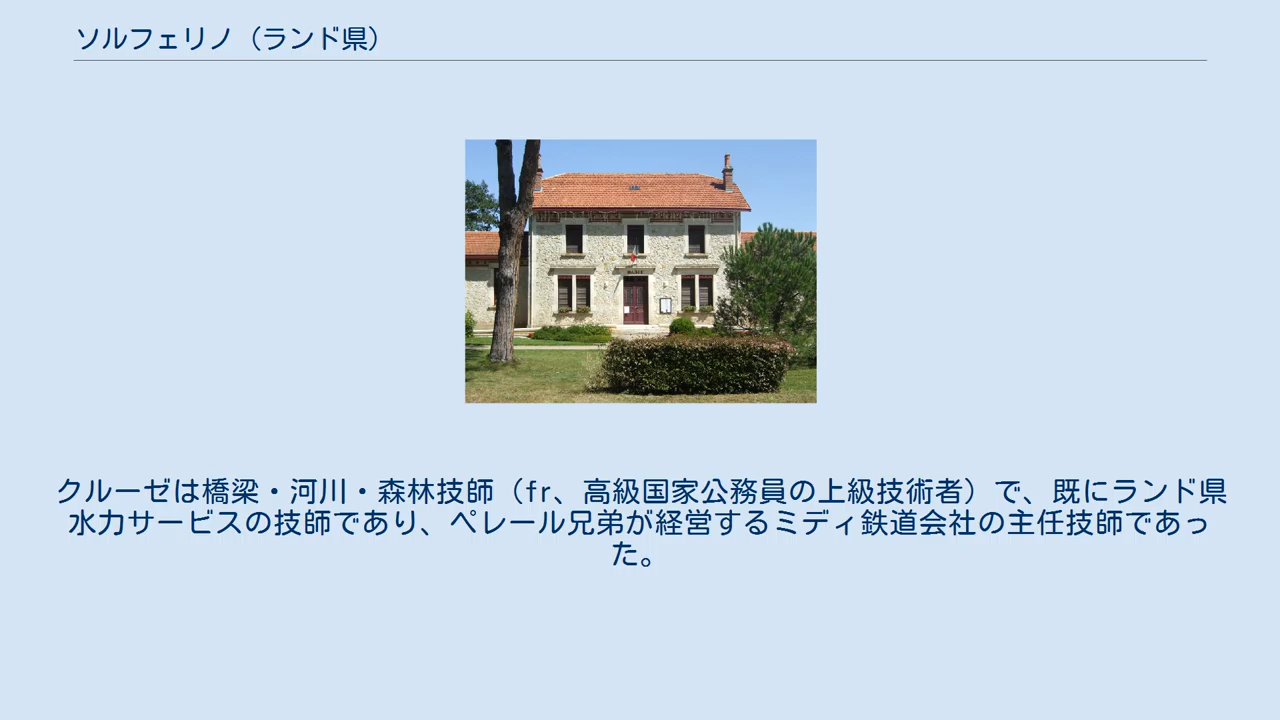 ソルフェリノ（ランド県）
MAIRIE
クルーゼは橋梁・河川・森林技師（fr、高級国家公務員の上級技術者）で、既にランド県
水力サービスの技師であり、ペレール兄弟が経営するミディ鉄道会社の主任技師であっ
た。